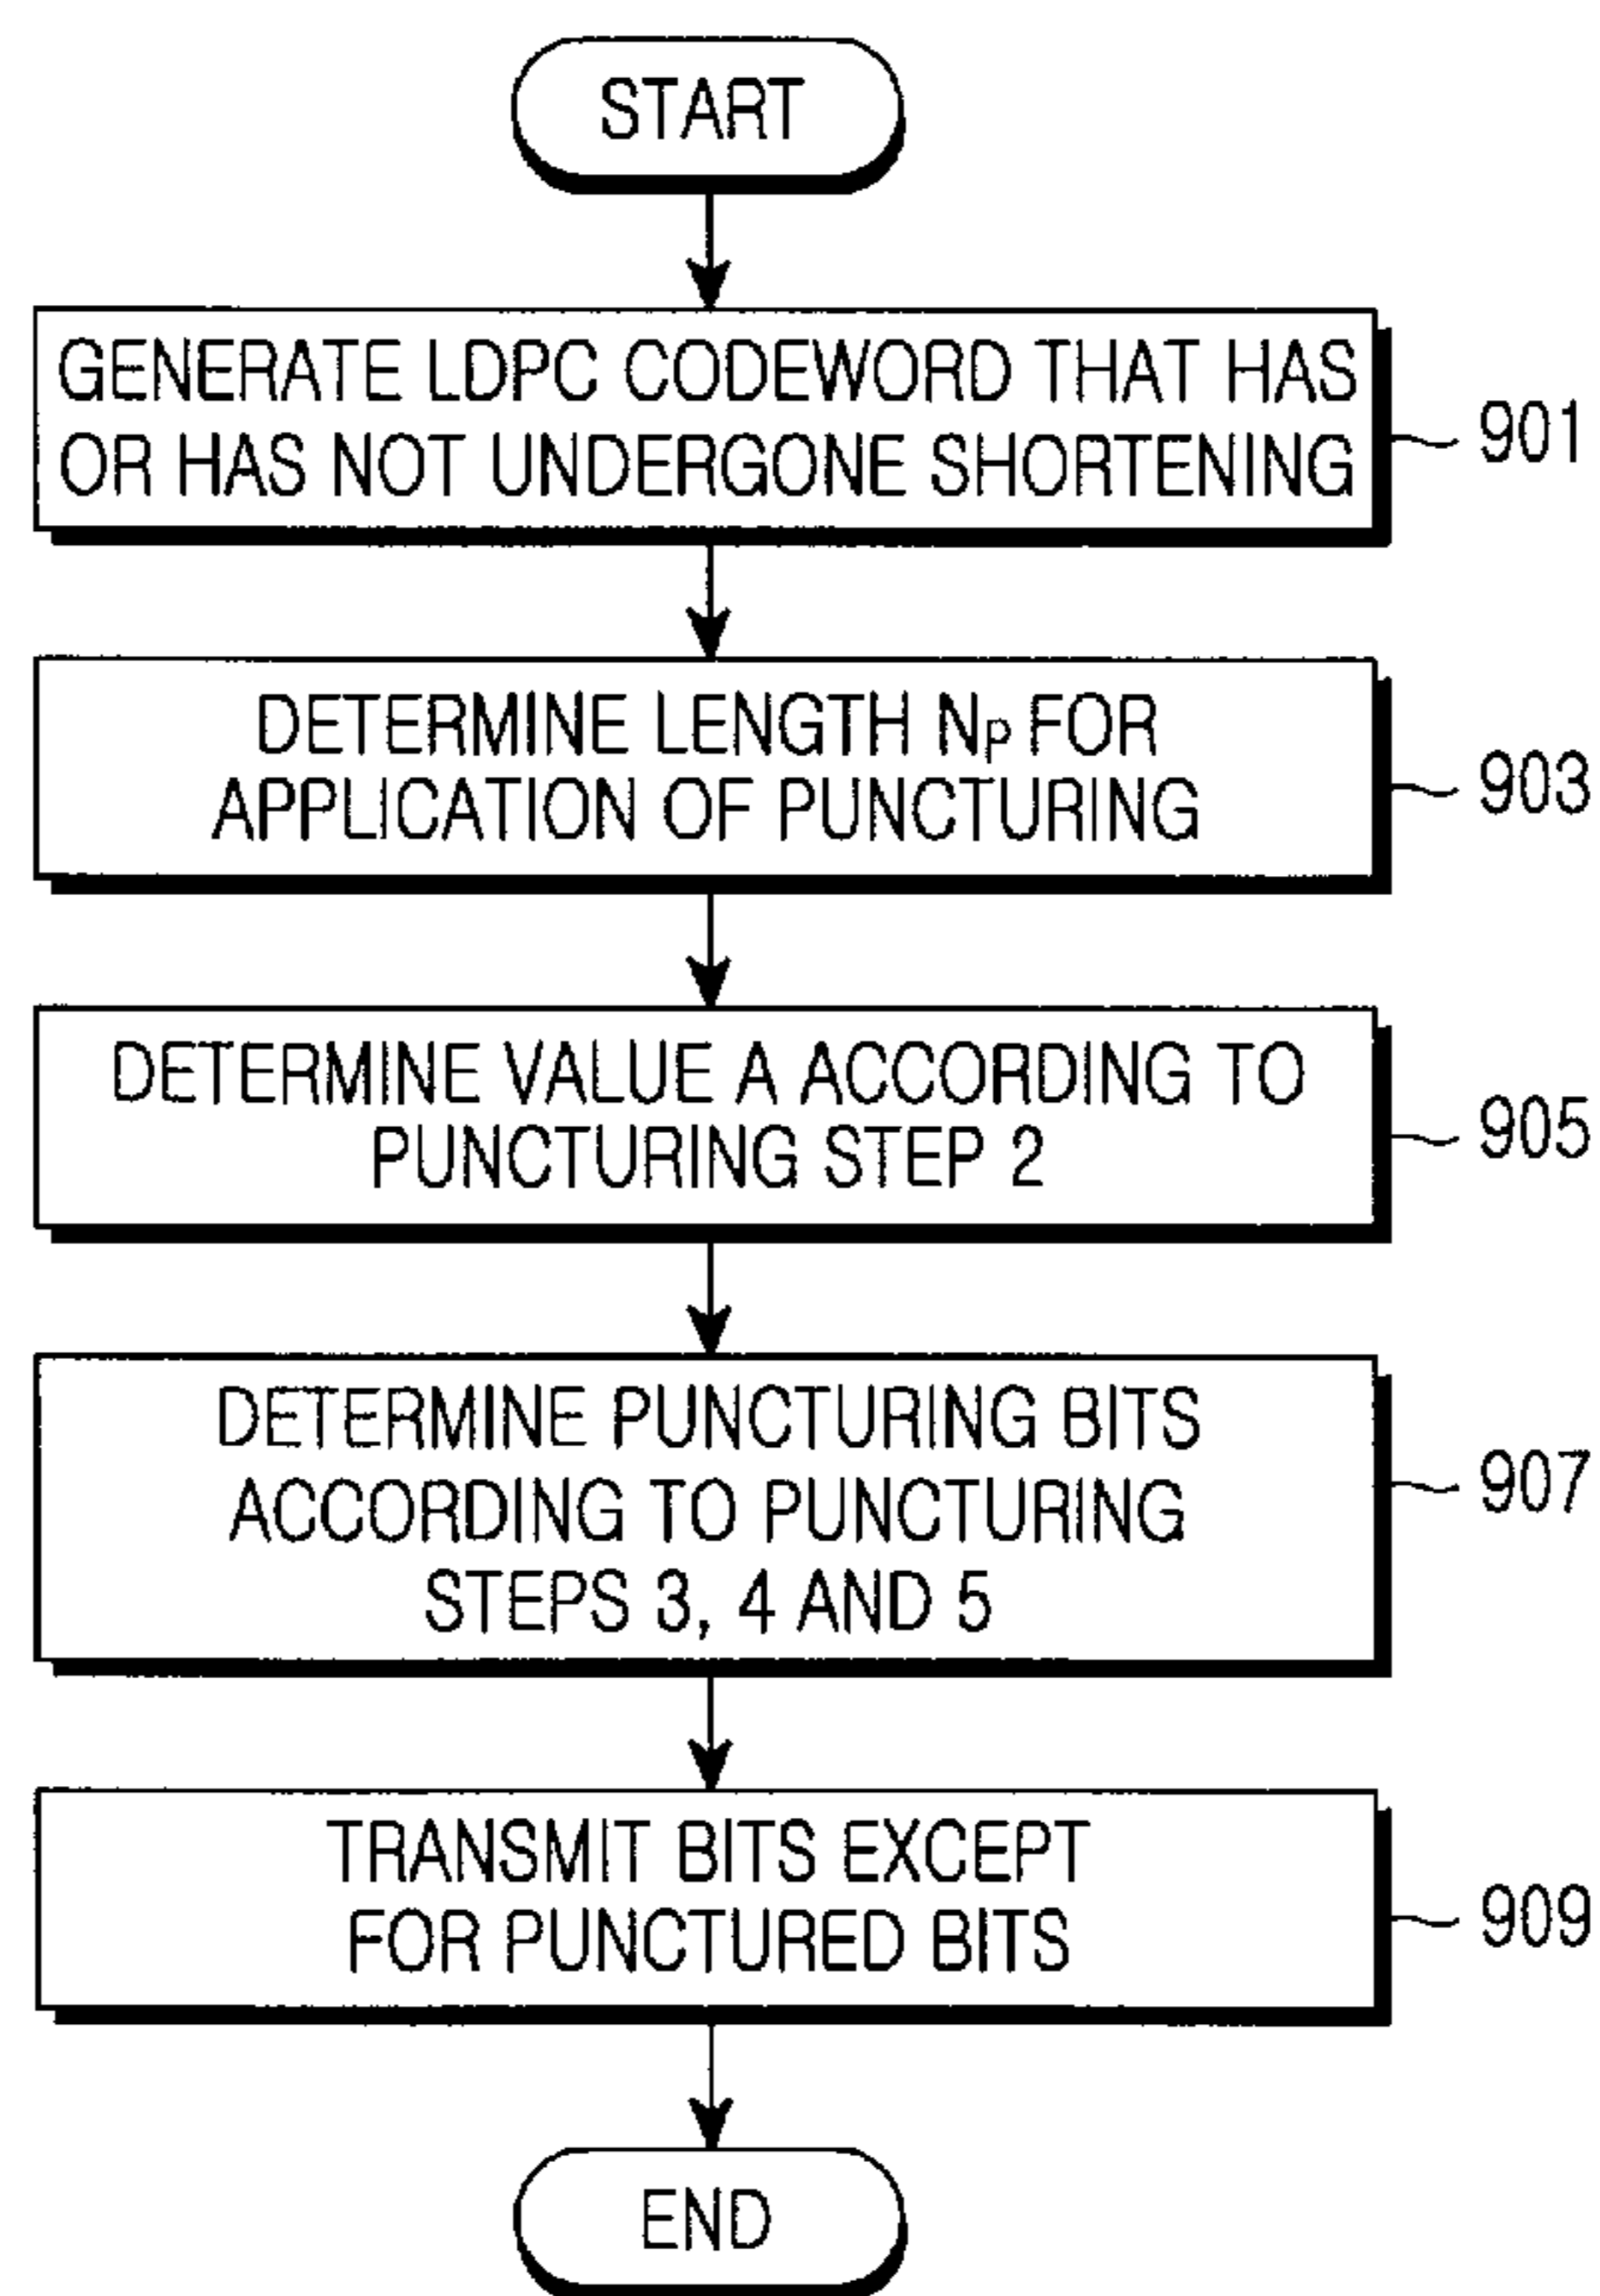 START
GENERATE LDPC CODEWORD THAT HAS
OR HAS NOT UNDERGONE SHORTENING
901
DETERMINE LENGTH Np FOR
APPLICATION OF PUNCTURING
903
DETERMINE VALUE A ACCORDING TO
PUNCTURING STEP 2
905
DETERMINE PUNCTURING BITS
ACCORDING TO PUNCTURING
STEPS 3, 4 AND 5
907
TRANSMIT BITS EXCEPT
FOR PUNCTURED BITS
909
END